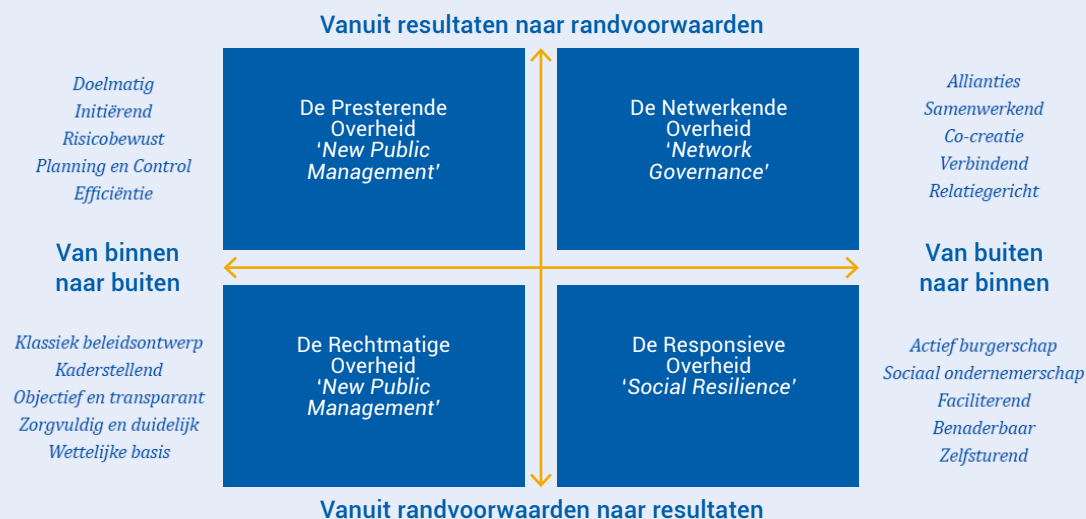 Vanuit resultaten naar randvoorwaarden
Doelmatig
Initiërend
Risicobewust
Planning en Control
Efficiëntie
De Presterende
Overheid
‘New Public
Management’
De Netwerkende
Overheid
‘Network
Governance’
Allianties
Samenwerkend
Co-creatie
Verbindend
Relatiegericht
Van binnen
naar buiten
Van buiten
naar binnen
Klassiek beleidsontwerp
Kaderstellend
Objectief en transparant
Zorgvuldig en duidelijk
Wettelijke basis
De Rechtmatige
Overheid
‘New Public
Management’
De Responsieve
Overheid
‘Social Resilience’
Actief burgerschap
Sociaal ondernemerschap
Faciliterend
Benaderbaar
Zelfsturend
Vanuit randvoorwaarden naar resultaten